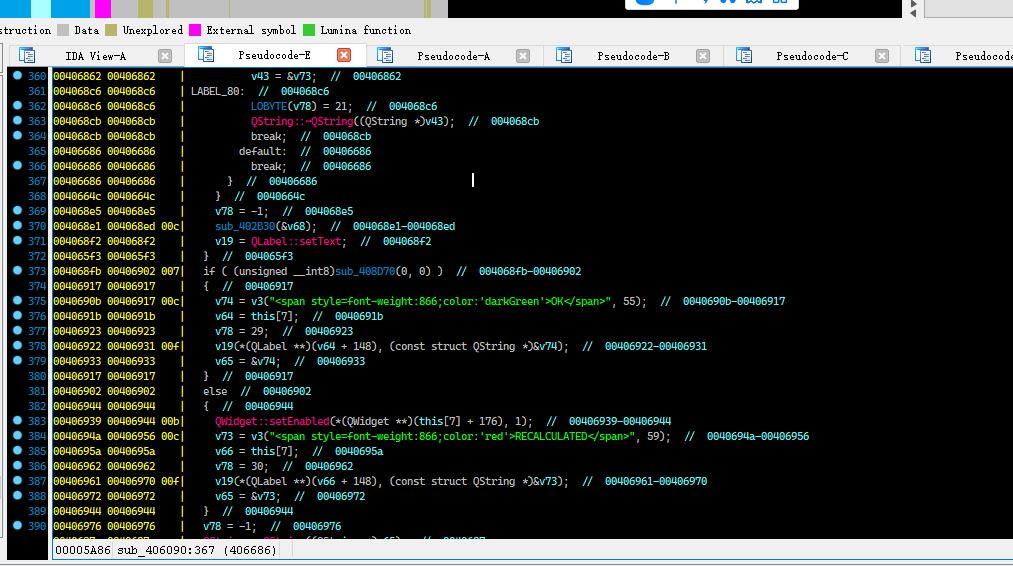 struction Data Unexplored External symbol Lumina function
IDA View-A Pseudocode-E Pseudocode-A Pseudocode-B Pseudocode-C Pseudocode
360 00406862 00406862 | v43 = &v73; // 00406862
361 004068c6 004068c6 | LABEL_80: // 004068c6
362 004068c6 004068c6 | LOBYTE(v78) = 21; // 004068c6
363 004068cb 004068cb | QString::~QString((QString *)v43); // 004068cb
364 004068cb 004068cb | break; // 004068cb
365 00406686 00406686 | default: // 00406686
366 00406686 00406686 | break; // 00406686
367 00406686 00406686 | } // 00406686
368 0040664c 0040664c | } // 0040664c
369 004068e5 004068e5 | v78 = -1; // 004068e5
370 004068e1 004068ed 00c| sub_402B30(&v68); // 004068e1-004068ed
371 004068f2 004068f2 | v19 = QLabel::setText; // 004068f2
372 004065f3 004065f3 | } // 004065f3
373 004068fb 00406902 007| if ( (unsigned __int8)sub_408D70(0, 0) ) // 004068fb-00406902
374 00406917 00406917 | { // 00406917
375 0040690b 00406917 00c| v74 = v3("<span style=font-weight:866;color:'darkGreen'>OK</span>", 55); // 0040690b-00406917
376 0040691b 0040691b | v64 = this[7]; // 0040691b
377 00406923 00406923 | v78 = 29; // 00406923
378 00406922 00406931 00f| v19(*(QLabel **)(v64 + 148), (const struct QString *)&v74); // 00406922-00406931
379 00406933 00406933 | v65 = &v74; // 00406933
380 00406917 00406917 | } // 00406917
381 00406902 00406902 | else // 00406902
382 00406944 00406944 | { // 00406944
383 00406939 00406944 00b| QWidget::setEnabled(*(QWidget **)(this[7] + 176), 1); // 00406939-00406944
384 0040694a 00406956 00c| v73 = v3("<span style=font-weight:866;color:'red'>RECALCULATED</span>", 59); // 0040694a-00406956
385 0040695a 0040695a | v66 = this[7]; // 0040695a
386 00406962 00406962 | v78 = 30; // 00406962
387 00406961 00406970 00f| v19(*(QLabel **)(v66 + 148), (const struct QString *)&v73); // 00406961-00406970
388 00406972 00406972 | v65 = &v73; // 00406972
389 00406944 00406944 | } // 00406944
390 00406976 00406976 | v78 = -1; // 00406976
00005A86 sub_406090:367 (406686)